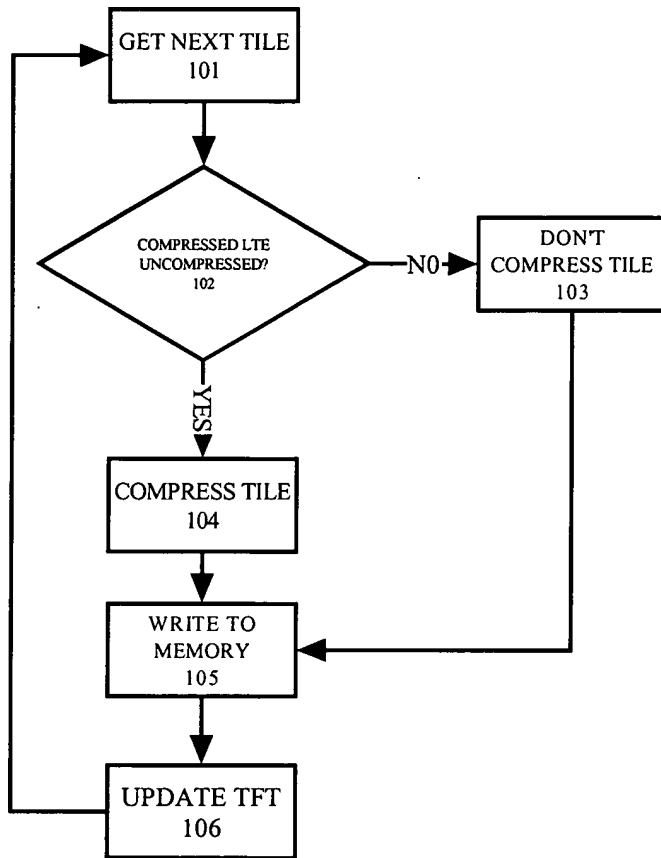 GET NEXT TILE
101
COMPRESSED LTE
UNCOMPRESSED?
102
N0
DON'T
COMPRESS TILE
103
YES
COMPRESS TILE
104
WRITE TO
MEMORY
105
UPDATE TFT
106